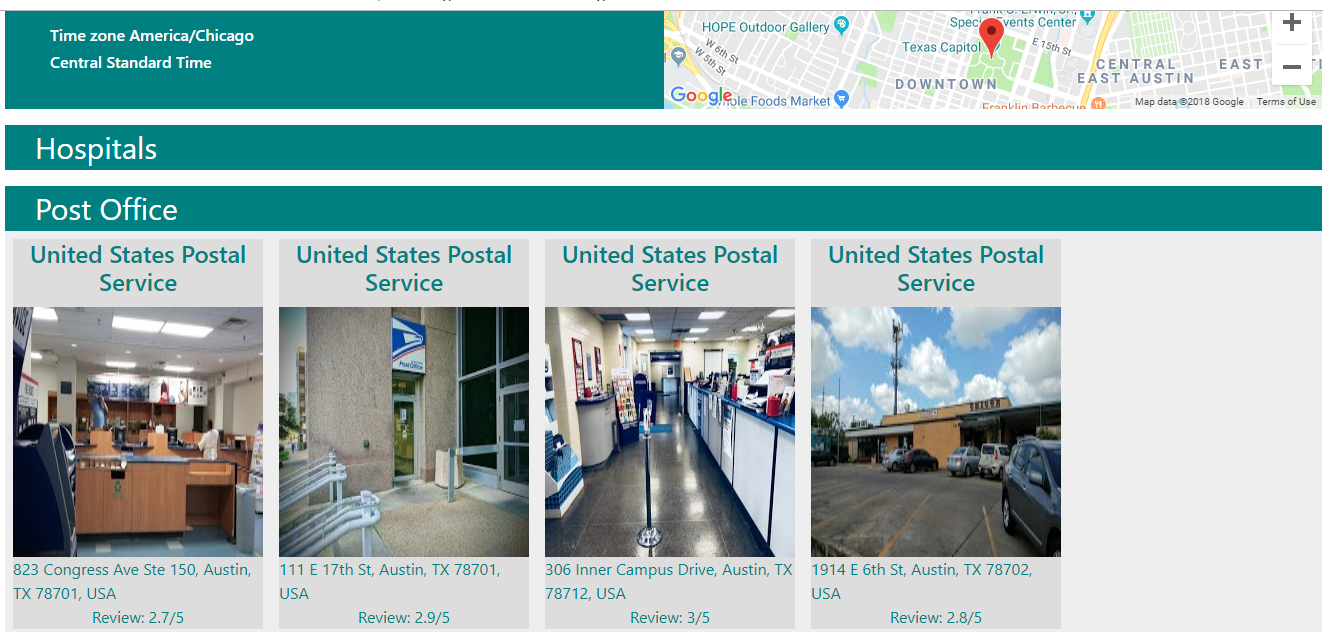 Time zone America/Chicago
Central Standard Time
HOPE Outdoor Gallery
Special Events Center
Texas Capitol
E 15th St
W 6th St
W 5th St
CENTRAL
EAST AUSTIN
EAST
DOWNTOWN
Google
Whole Foods Market
Franklin Barbecue
Map data ©2018 Google
Terms of Use
Hospitals
Post Office
United States Postal
Service
823 Congress Ave Ste 150, Austin,
TX 78701, USA
Review: 2.7/5
United States Postal
Service
111 E 17th St, Austin, TX 78701,
USA
Review: 2.9/5
United States Postal
Service
306 Inner Campus Drive, Austin, TX
78712, USA
Review: 3/5
United States Postal
Service
1914 E 6th St, Austin, TX 78702,
USA
Review: 2.8/5